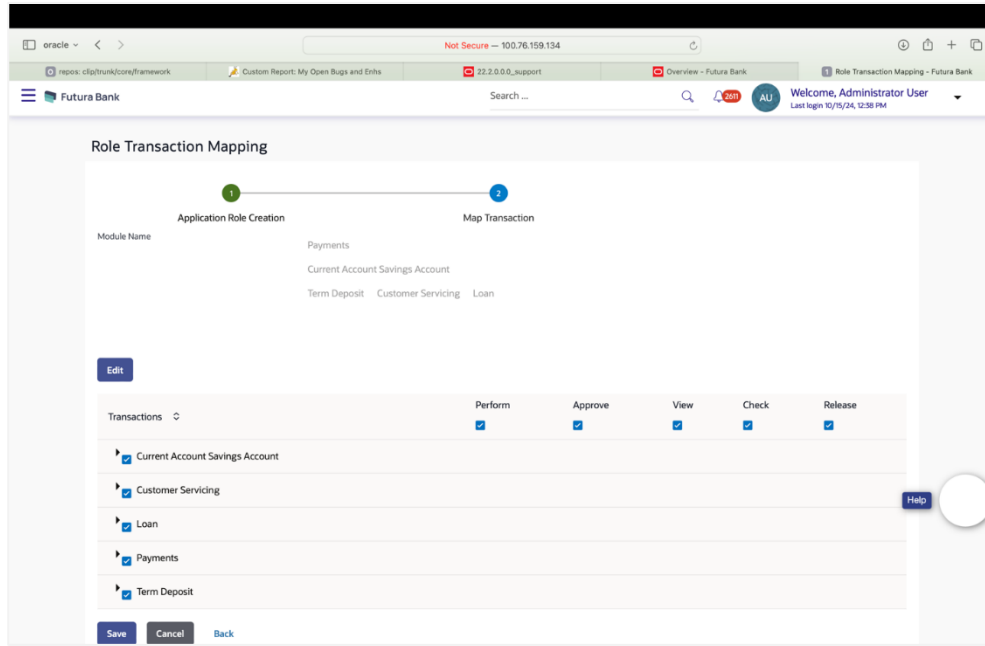 oracle
Not Secure — 100.76.159.134
repos: clip/trunk/core/framework
Custom Report: My Open Bugs and Enhs
22.2.0.0.0_support
Overview - Futura Bank
1 Role Transaction Mapping - Futura Bank
Futura Bank
Search ...
2611
AU
Welcome, Administrator User
Last login 10/15/24, 12:38 PM
Role Transaction Mapping
1
2
Application Role Creation
Map Transaction
Module Name
Payments
Current Account Savings Account
Term Deposit Customer Servicing Loan
Edit
Transactions Perform Approve View Check Release
Current Account Savings Account
Customer Servicing
Help
Loan
Payments
Term Deposit
Save Cancel Back